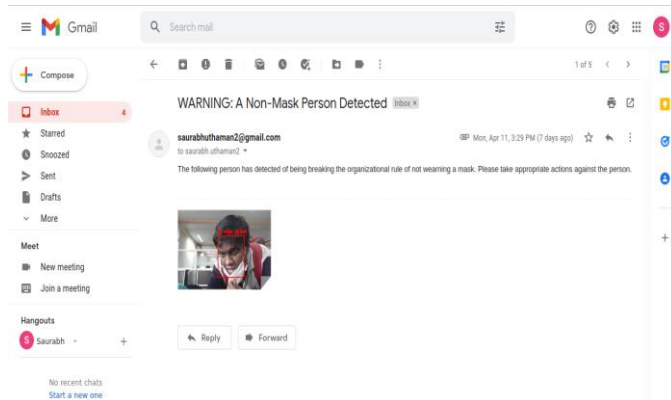 Gmail
Search mail
Compose
1 of 5
Inbox
4
Starred
Snoozed
Sent
Drafts
More
Meet
New meeting
Join a meeting
Hangouts
S Saurabh
No recent chats
Start a new one
S
WARNING: A Non-Mask Person Detected Inbox ×
saurabhuthaman2@gmail.com
Mon, Apr 11, 3:29 PM (7 days ago)
to saurabh.uthaman2
The following person has detected of being breaking the organizational rule of not wearning a mask. Please take appropriate actions against the person.
Reply
Forward